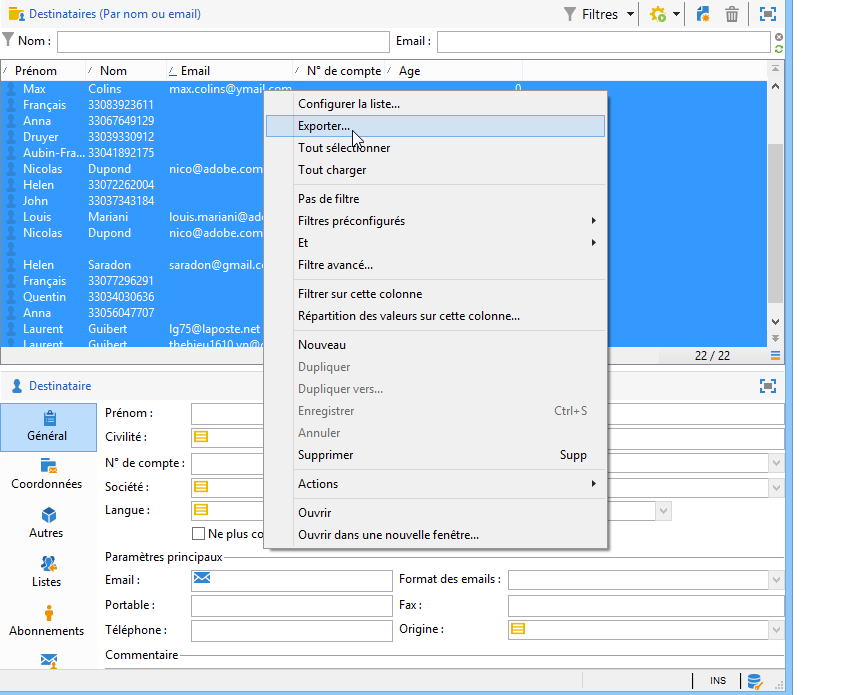 Destinataires (Par nom ou email) Filtres
Nom : Email :
Prénom Nom Email N° de compte Age
Max Colins max.colins@ymail.com 0
Français 33083923611
Anna 33067649129
Druyer 33039330912
Aubin-Fra... 33041892175
Nicolas Dupond nico@adobe.com
Helen 33072262004
John 33037343184
Louis Mariani louis.mariani@ad
Nicolas Dupond nico@adobe.com
Helen Saradon saradon@gmail.c
Français 33077296291
Quentin 33034030636
Anna 33056047707
Laurent Guibert lg75@laposte.net
Laurent Guibert thebieu1610.vn@
22 / 22
Configurer la liste...
Exporter...
Tout sélectionner
Tout charger
Pas de filtre
Filtres préconfigurés
Et
Filtre avancé...
Filtrer sur cette colonne
Répartition des valeurs sur cette colonne...
Nouveau
Dupliquer
Dupliquer vers...
Enregistrer Ctrl+S
Annuler
Supprimer Supp
Actions
Ouvrir
Ouvrir dans une nouvelle fenêtre...
Destinataire
Général
Coordonnées
Autres
Listes
Abonnements
Prénom :
Civilité :
N° de compte :
Société :
Langue :
Ne plus co
Paramètres principaux
Email : Format des emails :
Portable : Fax :
Téléphone : Origine :
Commentaire
INS